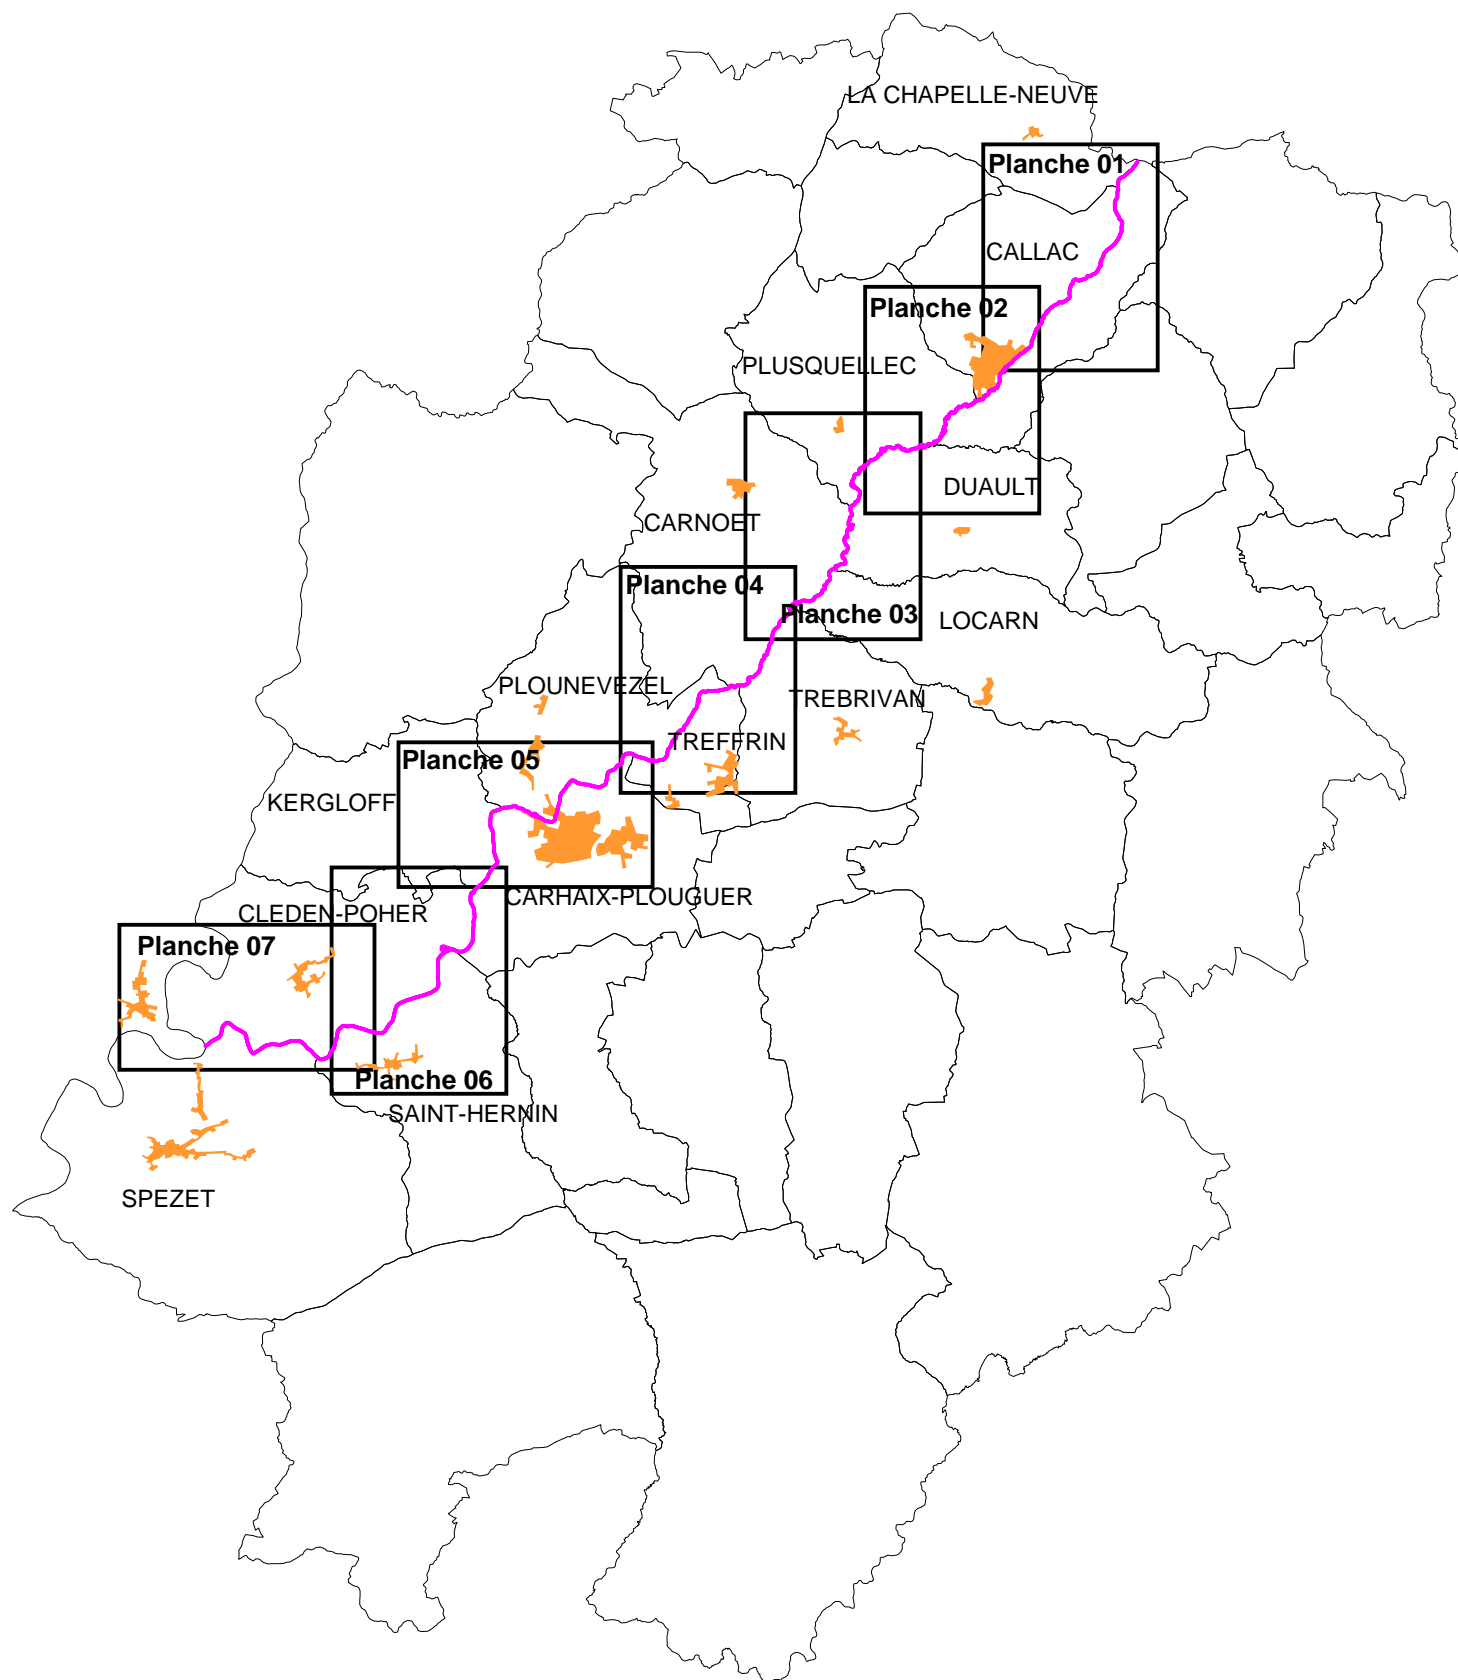 LA CHAPELLE-NEUVE
Planche 01
CALLAC
Planche 02
PLUSQUELLEC
DUAULT
CARNOET
Planche 04
Planche 03
LOCARN
PLOUNEVEZEL
TREBRIVAN
TREFFRIN
Planche 05
KERGLOFF
CARHAIX-PLOUGUER
CLEDEN-POHER
Planche 07
Planche 06
SAINT-HERNIN
SPEZET